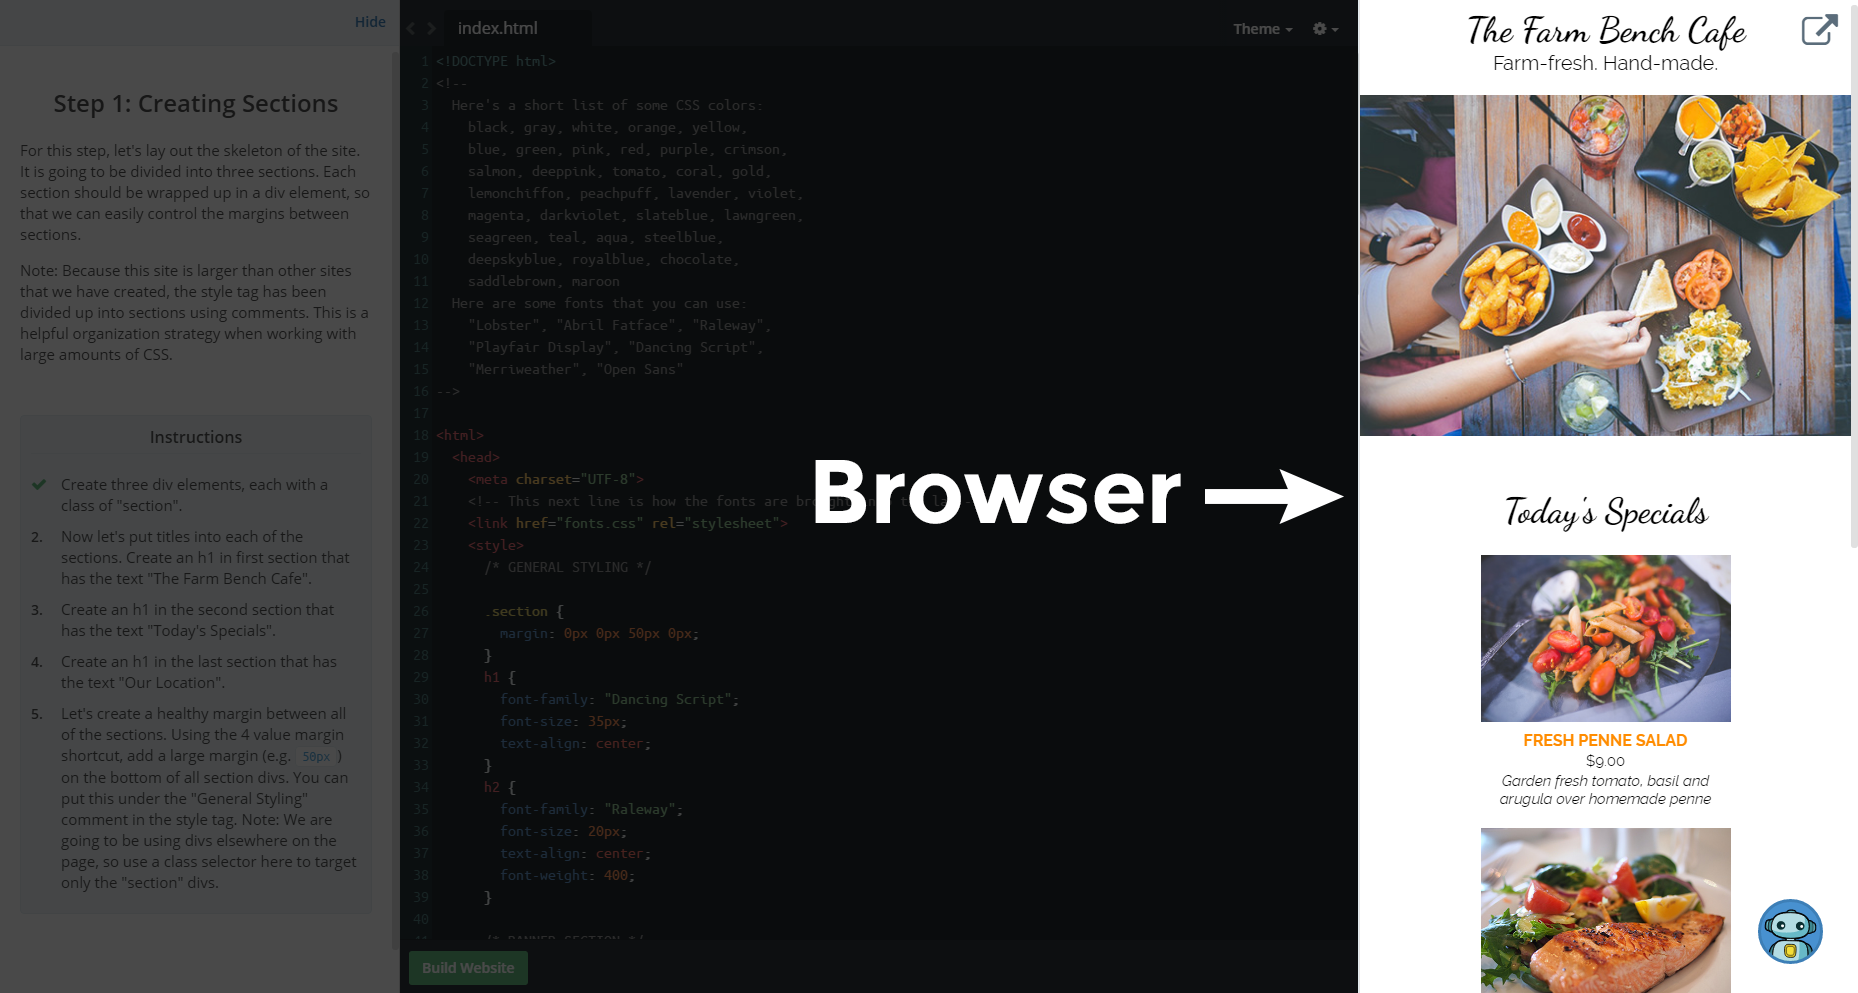 Hide
Step 1: Creating Sections
For this step, let's lay out the skeleton of the site.
It is going to be divided into three sections. Each
section should be wrapped up in a div element, so
that we can easily control the margins between
sections.
Note: Because this site is larger than other sites
that we have created, the style tag has been
divided up into sections using comments. This is a
helpful organization strategy when working with
large amounts of CSS.
Instructions
Create three div elements, each with a
class of "section".
2. Now let's put titles into each of the
sections. Create an h1 in first section that
has the text "The Farm Bench Cafe".
3. Create an h1 in the second section that
has the text "Today's Specials".
4. Create an h1 in the last section that has
the text "Our Location".
5. Let's create a healthy margin between all
of the sections. Using the 4 value margin
shortcut, add a large margin (e.g. 50px )
on the bottom of all section divs. You can
put this under the "General Styling"
comment in the style tag. Note: We are
going to be using divs elsewhere on the
page, so use a class selector here to target
only the "section" divs.
index.html
Theme
1 <!DOCTYPE html>
2 <!--
3 Here's a short list of some CSS colors:
4 black, gray, white, orange, yellow,
5 blue, green, pink, red, purple, crimson,
6 salmon, deeppink, tomato, coral, gold,
7 lemonchiffon, peachpuff, lavender, violet,
8 magenta, darkviolet, slateblue, lawngreen,
9 seagreen, teal, aqua, steelblue,
10 deepskyblue, royalblue, chocolate,
11 saddlebrown, maroon
12 Here are some fonts that you can use:
13 "Lobster", "Abril Fatface", "Raleway",
14 "Playfair Display", "Dancing Script",
15 "Merriweather", "Open Sans"
16 -->
17
18 <html>
19 <head>
20 <meta charset="UTF-8">
21 <!-- This next line is how the fonts are
22 <link href="fonts.css" rel="stylesheet">
23 <style>
24 /* GENERAL STYLING */
25
26 .section {
27 margin: 0px 0px 50px 0px;
28 }
29 h1 {
30 font-family: "Dancing Script";
31 font-size: 35px;
32 text-align: center;
33 }
34 h2 {
35 font-family: "Raleway";
36 font-size: 20px;
37 text-align: center;
38 font-weight: 400;
39 }
40
/* BANNER SECTION */
Build Website
Browser
The Farm Bench Cafe
Farm-fresh. Hand-made.
Today's Specials
FRESH PENNE SALAD
$9.00
Garden fresh tomato, basil and
arugula over homemade penne